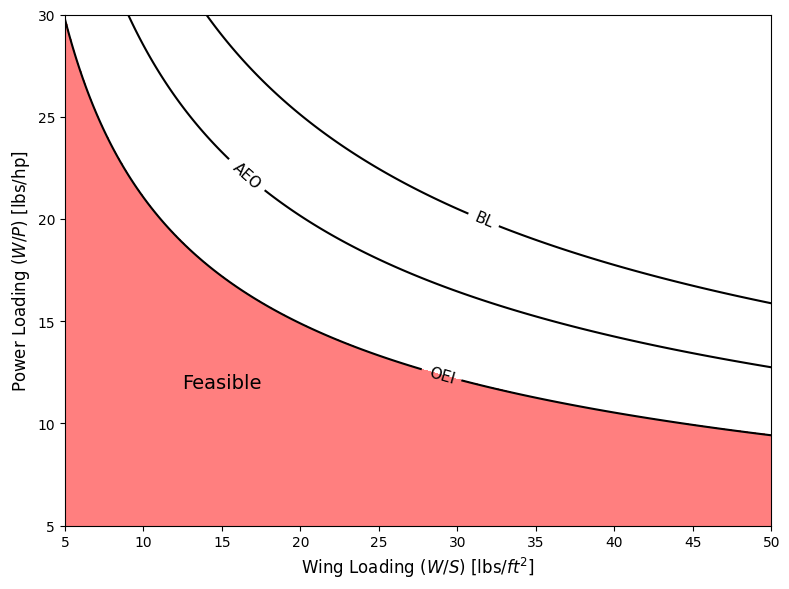 30
25
20
15
10
5
Power Loading (W/P) [lbs/hp]
AEO
BL
OEI
Feasible
5 10 15 20 25 30 35 40 45 50
Wing Loading (W/S) [lbs/ft²]